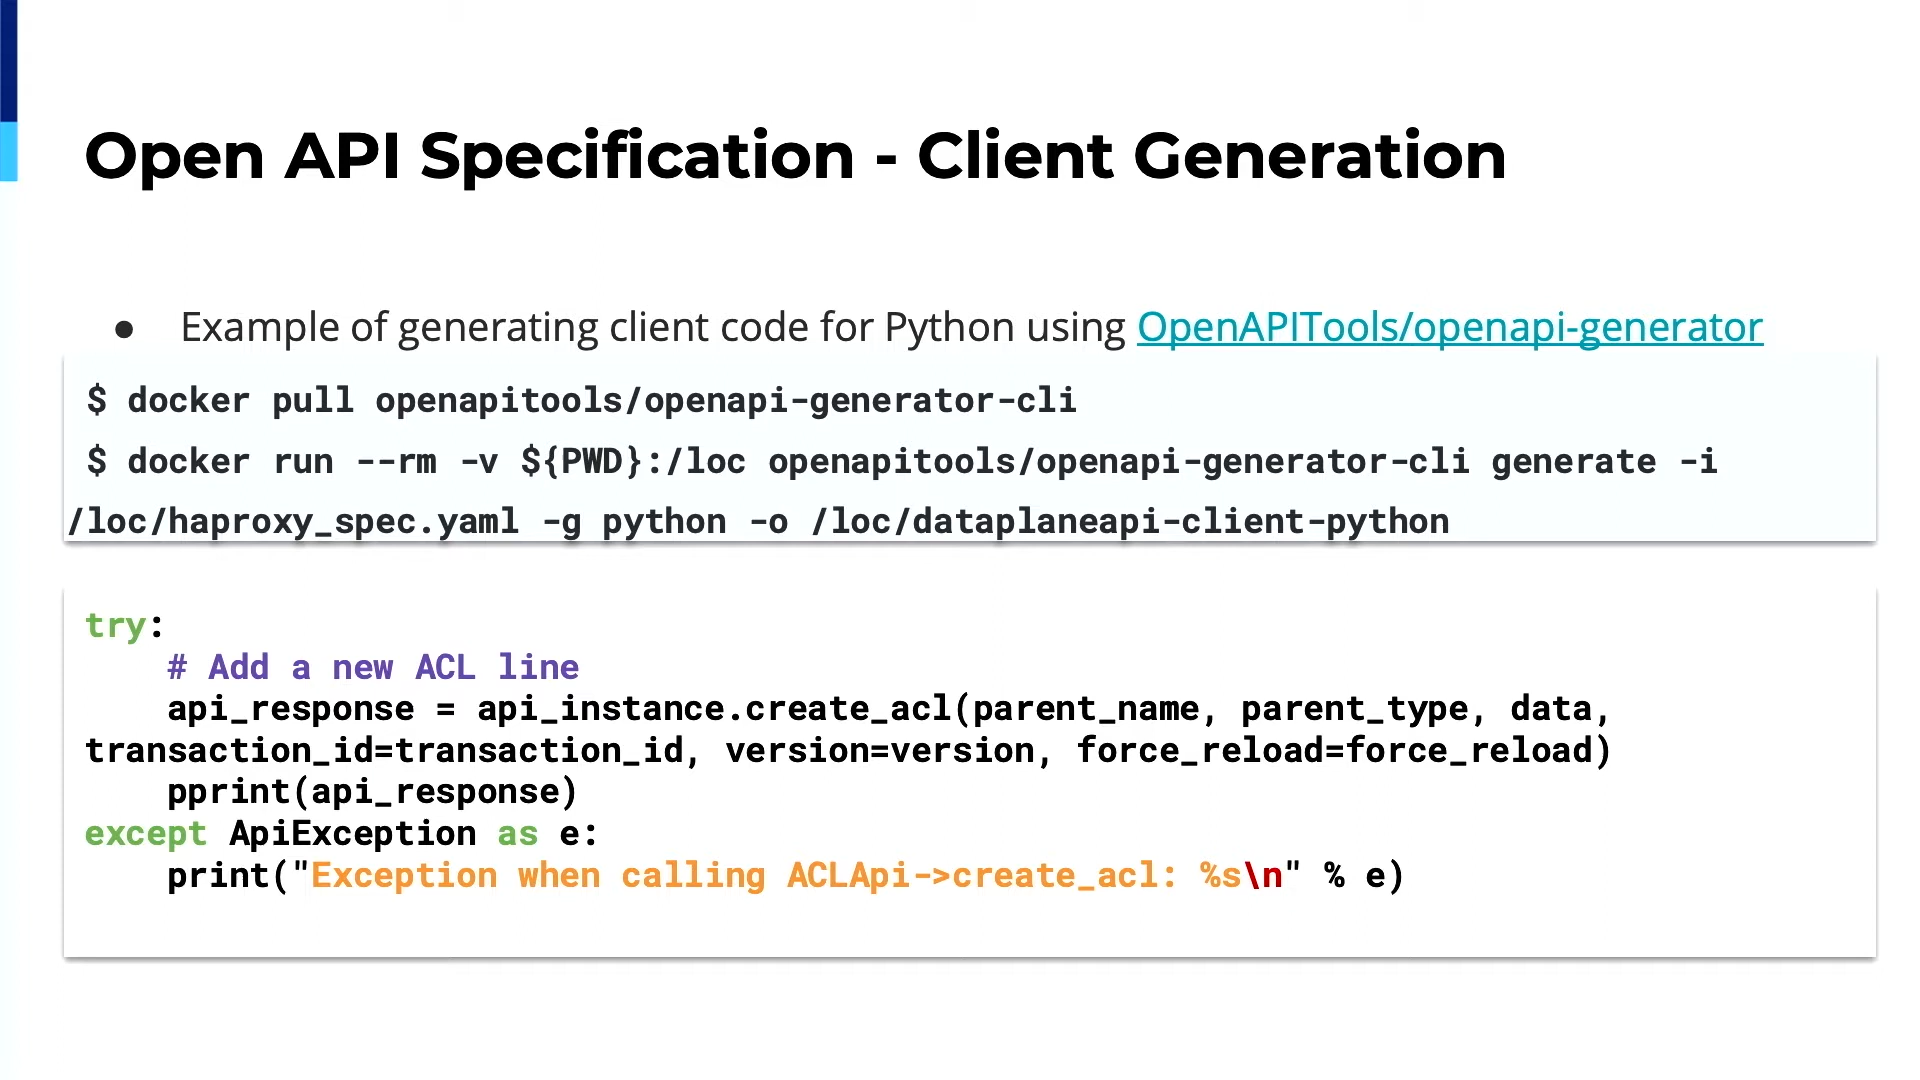 Open API Specification - Client Generation
● Example of generating client code for Python using OpenAPITools/openapi-generator
$ docker pull openapitools/openapi-generator-cli
$ docker run --rm -v ${PWD}:/loc openapitools/openapi-generator-cli generate -i
/loc/haproxy_spec.yaml -g python -o /loc/dataplaneapi-client-python
try:
    # Add a new ACL line
    api_response = api_instance.create_acl(parent_name, parent_type, data,
transaction_id=transaction_id, version=version, force_reload=force_reload)
    pprint(api_response)
except ApiException as e:
    print("Exception when calling ACLApi->create_acl: %s\n" % e)